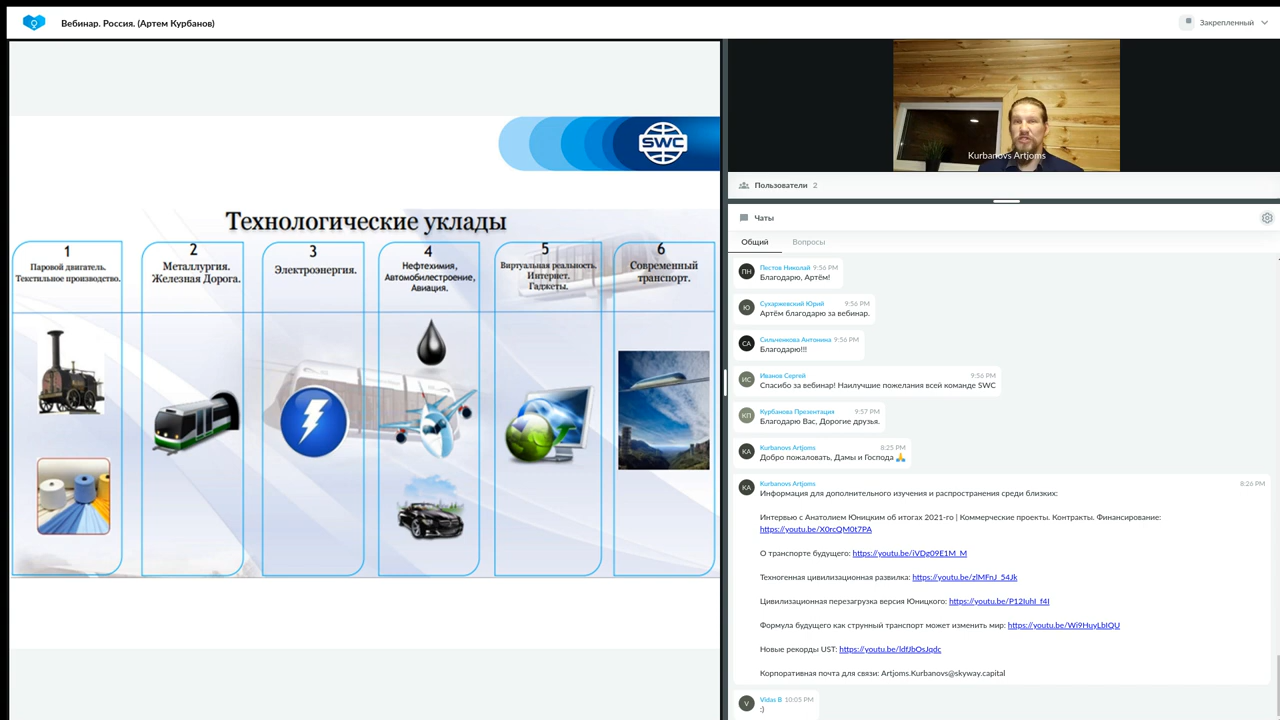 Вебинар. Россия. (Артем Курбанов)
Закрепленный
SWC
Технологические уклады
1
Паровой двигатель.
Текстильное производство.
2
Металлургия.
Железная Дорога.
3
Электроэнергия.
4
Нефтехимия,
Автомобилестроение,
Авиация.
5
Виртуальная реальность.
Интернет.
Гаджеты.
6
Современный
транспорт.
Kurbanovs Artjoms
Пользователи 2
Чаты
Общий Вопросы
ПН
Пестов Николай 9:56 PM
Благодарю, Артём!
Ю
Сухаржевский Юрий 9:56 PM
Артём благодарю за вебинар.
СА
Сильченкова Антонина 9:56 PM
Благодарю!!!
ИС
Иванов Сергей 9:56 PM
Спасибо за вебинар! Наилучшие пожелания всей команде SWC
КП
Курбанова Презентация 9:57 PM
Благодарю Вас, Дорогие друзья.
KA
Kurbanovs Artjoms 8:25 PM
Добро пожаловать, Дамы и Господа 🙏
KA
Kurbanovs Artjoms 8:26 PM
Информация для дополнительного изучения и распространения среди близких:
Интервью с Анатолием Юницким об итогах 2021-го | Коммерческие проекты. Контракты. Финансирование:
https://youtu.be/X0rcQM0t7PA
О транспорте будущего: https://youtu.be/iVDg09E1M_M
Техногенная цивилизационная развилка: https://youtu.be/zlMFnJ_54Jk
Цивилизационная перезагрузка версия Юницкого: https://youtu.be/P12IuhI_f4I
Формула будущего как струнный транспорт может изменить мир: https://youtu.be/Wi9HuyLbIQU
Новые рекорды UST: https://youtu.be/ldfJbOsJqdc
Корпоративная почта для связи: Artjoms.Kurbanovs@skyway.capital
V
Vidas B 10:05 PM
:)